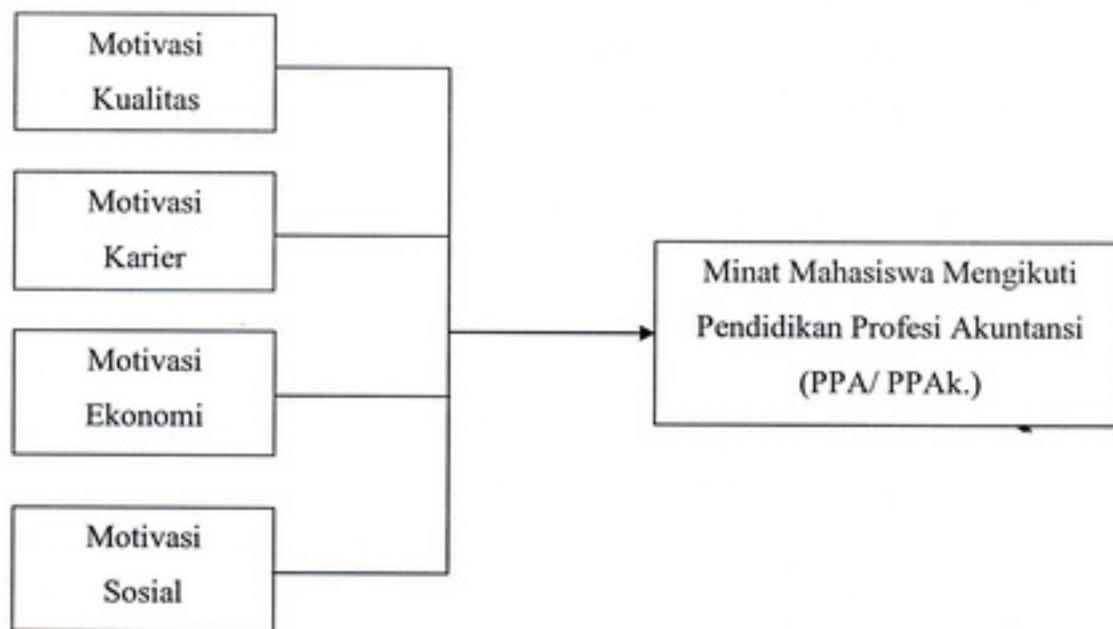 Motivasi
Kualitas
Motivasi
Karier
Motivasi
Ekonomi
Motivasi
Sosial
Minat Mahasiswa Mengikuti
Pendidikan Profesi Akuntansi
(PPA/ PPAk.)